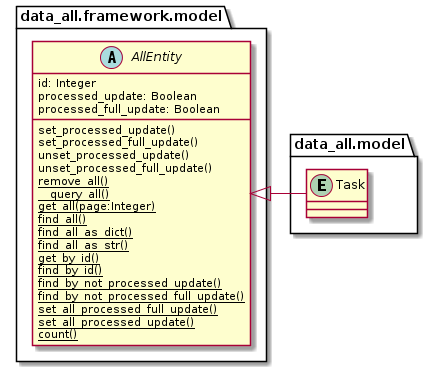 data_all.framework.model
A AllEntity
id: Integer
processed_update: Boolean
processed_full_update: Boolean
set_processed_update()
set_processed_full_update()
unset_processed_update()
unset_processed_full_update()
remove_all()
__query_all()
get_all(page:Integer)
find_all()
find_all_as_dict()
find_all_as_str()
get_by_id()
find_by_id()
find_by_not_processed_update()
find_by_not_processed_full_update()
set_all_processed_full_update()
set_all_processed_update()
count()
data_all.model
E Task